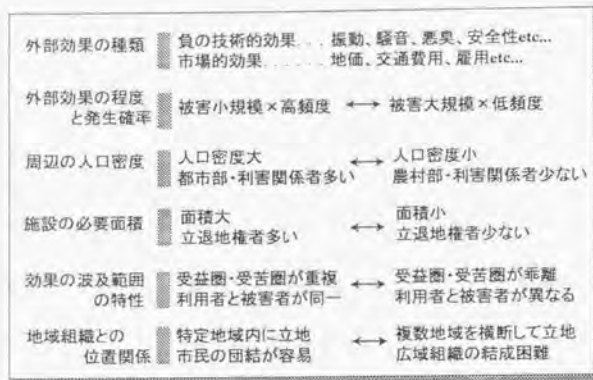 外部効果の種類 負の技術的効果... 振動、騒音、悪臭、安全性etc...
市場的効果....... 地価、交通費用、雇用etc...
外部効果の程度 被害小規模×高頻度 ←→ 被害大規模×低頻度
と発生確率
周辺の人口密度 人口密度大 ←→ 人口密度小
都市部・利害関係者多い 農村部・利害関係者少ない
施設の必要面積 面積大 ←→ 面積小
立退地権者多い 立退地権者少ない
効果の波及範囲 受益圏・受苦圏が重複 ←→ 受益圏・受苦圏が乖離
の特性 利用者と被害者が同一 利用者と被害者が異なる
地域組織との 特定地域内に立地 ←→ 複数地域を横断して立地
位置関係 市民の団結が容易 広域組織の結成困難